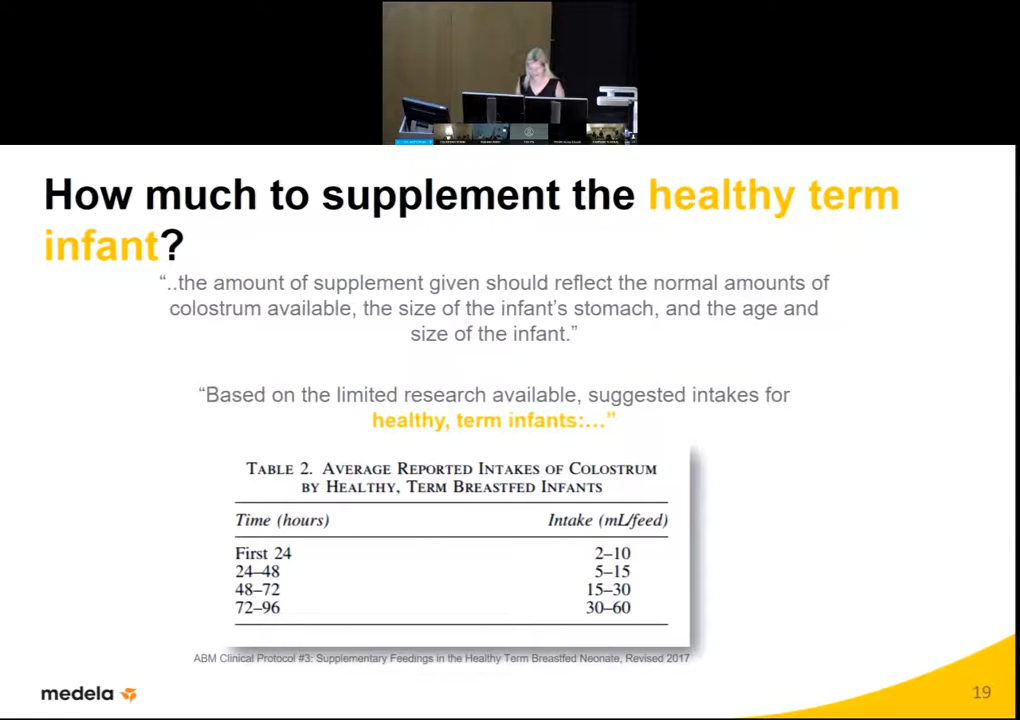 How much to supplement the healthy term
infant?
“..the amount of supplement given should reflect the normal amounts of
colostrum available, the size of the infant’s stomach, and the age and
size of the infant.”
“Based on the limited research available, suggested intakes for
healthy, term infants:…”
TABLE 2. AVERAGE REPORTED INTAKES OF COLOSTRUM
BY HEALTHY, TERM BREASTFED INFANTS
Time (hours) Intake (mL/feed)
First 24 2–10
24–48 5–15
48–72 15–30
72–96 30–60
ABM Clinical Protocol #3: Supplementary Feedings in the Healthy Term Breastfed Neonate, Revised 2017
medela
19